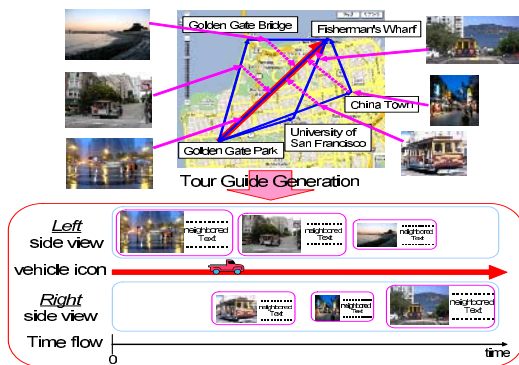 Golden Gate Bridge
Fisherman's Wharf
China Town
University of
San Francisco
Golden Gate Park
Tour Guide Generation
Left
side view
neighbored
Text
neighbored
Text
neighbored
Text
vehicle icon
Right
side view
neighbored
Text
neighbored
Text
neighbored
Text
Time flow
0
time